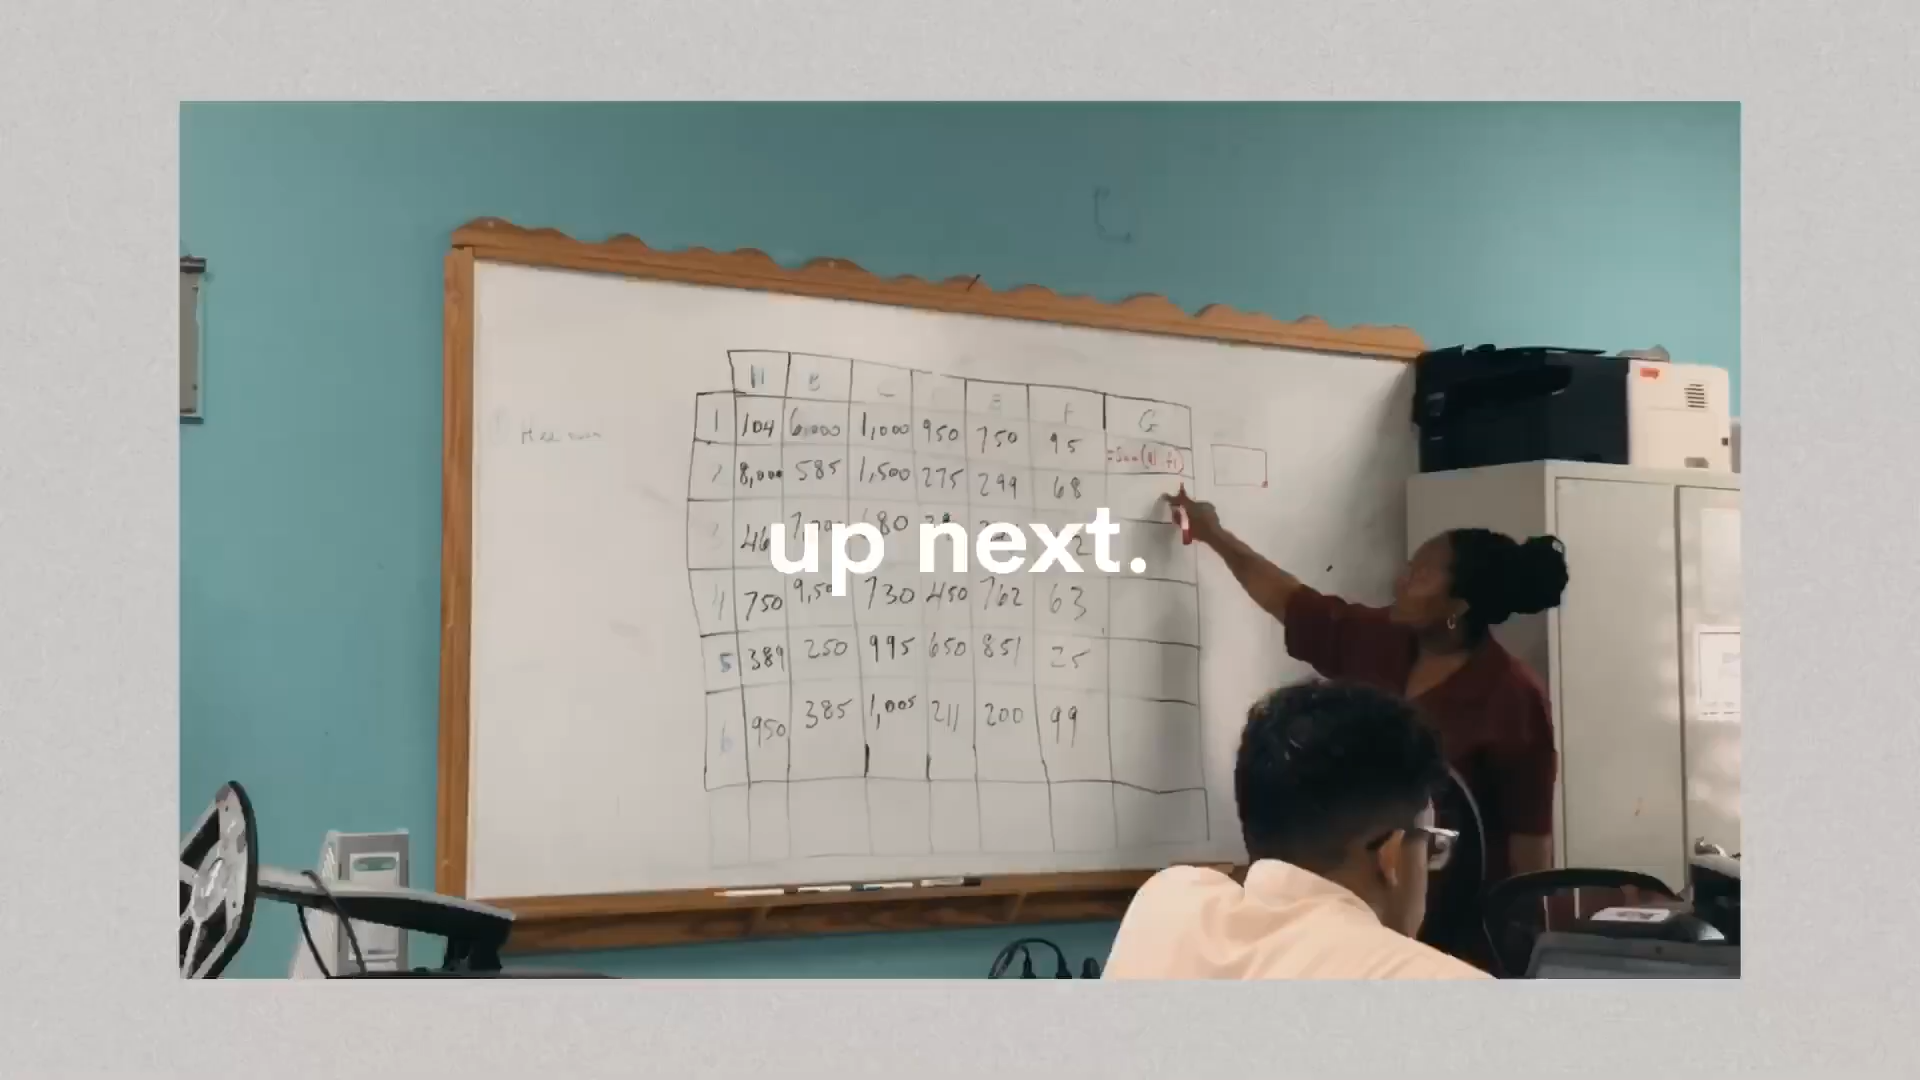 B C E F G
1 104 6,000 1,000 950 750 95 =Sum(a1:f1)
2 8,000 585 1,500 275 299 68
up next.
4 750 730 450 762 63
5 389 250 995 650 851 25
6 950 385 1,005 211 200 99